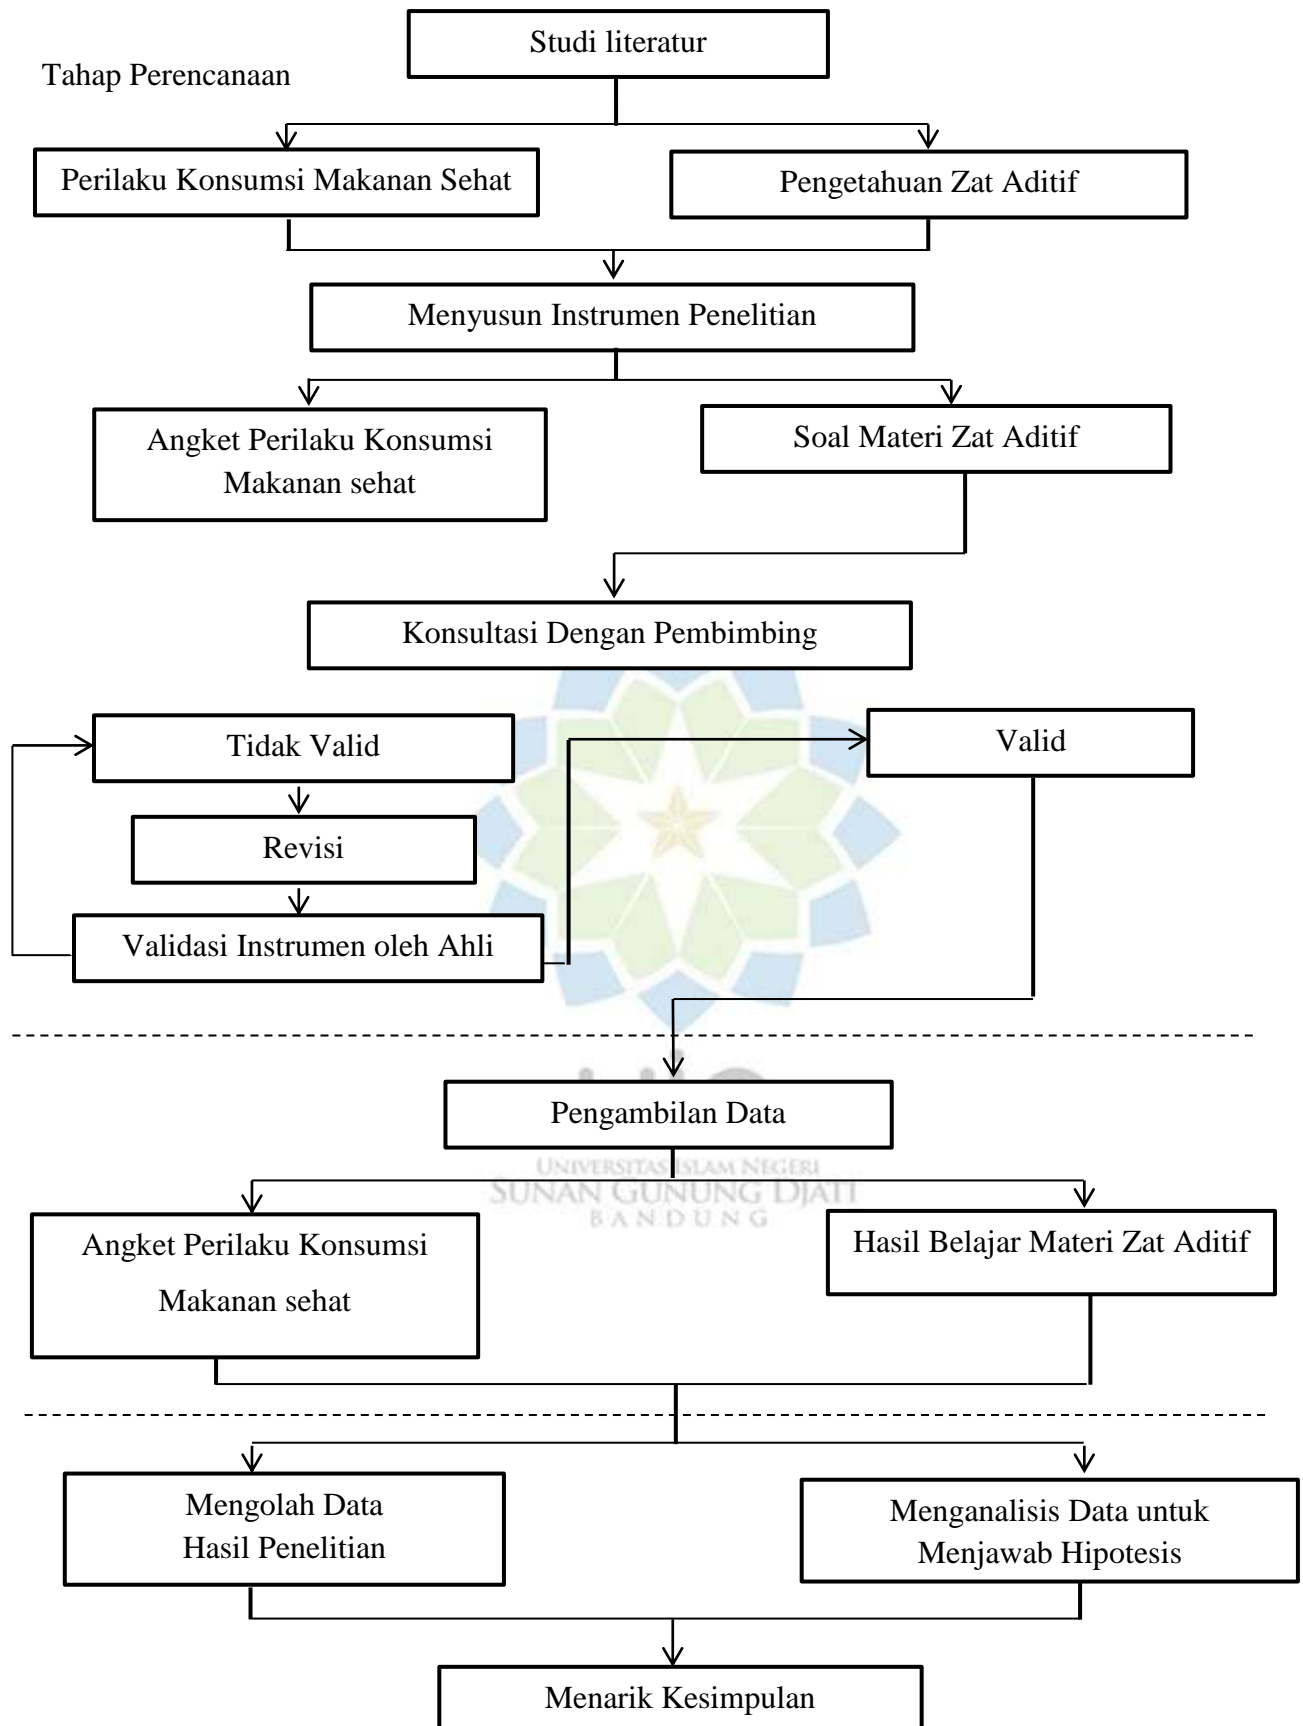 Studi literatur
Tahap Perencanaan
Perilaku Konsumsi Makanan Sehat
Pengetahuan Zat Aditif
Menyusun Instrumen Penelitian
Angket Perilaku Konsumsi
Makanan sehat
Soal Materi Zat Aditif
Konsultasi Dengan Pembimbing
Tidak Valid
Valid
Revisi
Validasi Instrumen oleh Ahli
Pengambilan Data
UNIVERSITAS ISLAM NEGERI
SUNAN GUNUNG DJATI
BANDUNG
Angket Perilaku Konsumsi
Makanan sehat
Hasil Belajar Materi Zat Aditif
Mengolah Data
Hasil Penelitian
Menganalisis Data untuk
Menjawab Hipotesis
Menarik Kesimpulan